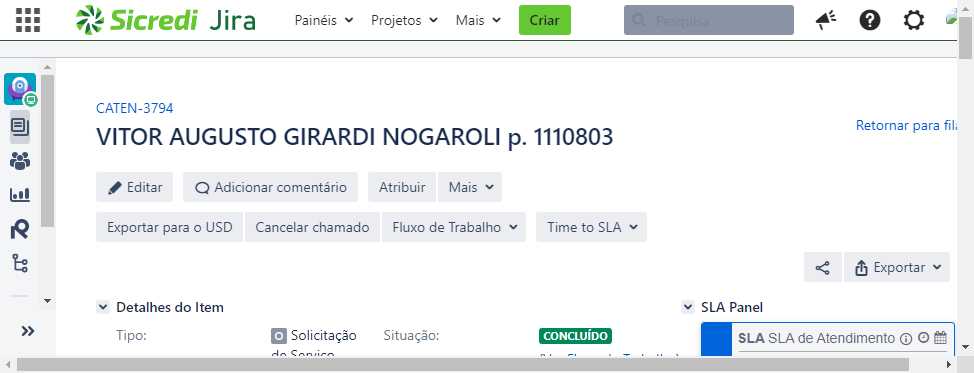 Sicredi Jira Painéis Projetos Mais Criar Pesquisa
CATEN-3794
Retornar para fila
VITOR AUGUSTO GIRARDI NOGAROLI p. 1110803
Editar Adicionar comentário Atribuir Mais
Exportar para o USD Cancelar chamado Fluxo de Trabalho Time to SLA
Exportar
Detalhes do Item SLA Panel
Tipo: Solicitação Situação: CONCLUÍDO
SLA SLA de Atendimento
de Serviço